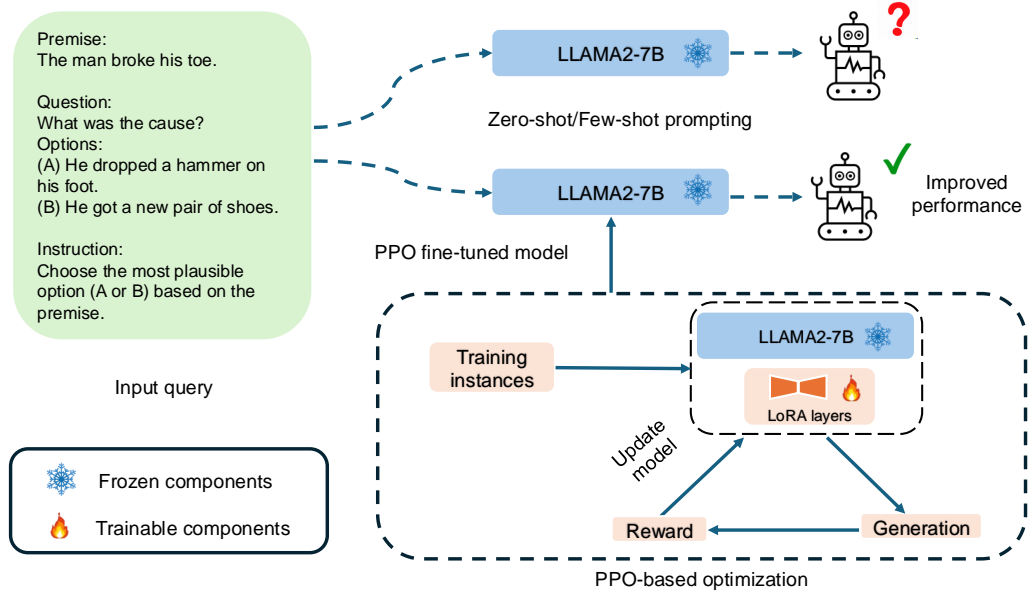 Premise:
The man broke his toe.
Question:
What was the cause?
Options:
(A) He dropped a hammer on
his foot.
(B) He got a new pair of shoes.
Instruction:
Choose the most plausible
option (A or B) based on the
premise.
Input query
LLAMA2-7B
?
Zero-shot/Few-shot prompting
LLAMA2-7B
Improved
performance
PPO fine-tuned model
Training
instances
LLAMA2-7B
LoRA layers
Update
model
Reward
Generation
PPO-based optimization
Frozen components
Trainable components